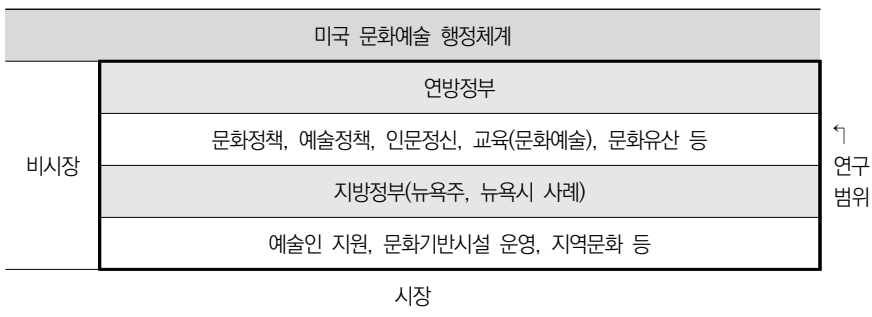 미국 문화예술 행정체계
연방정부
문화정책, 예술정책, 인문정신, 교육(문화예술), 문화유산 등
비시장
지방정부(뉴욕주, 뉴욕시 사례)
예술인 지원, 문화기반시설 운영, 지역문화 등
↰
연구
범위
시장